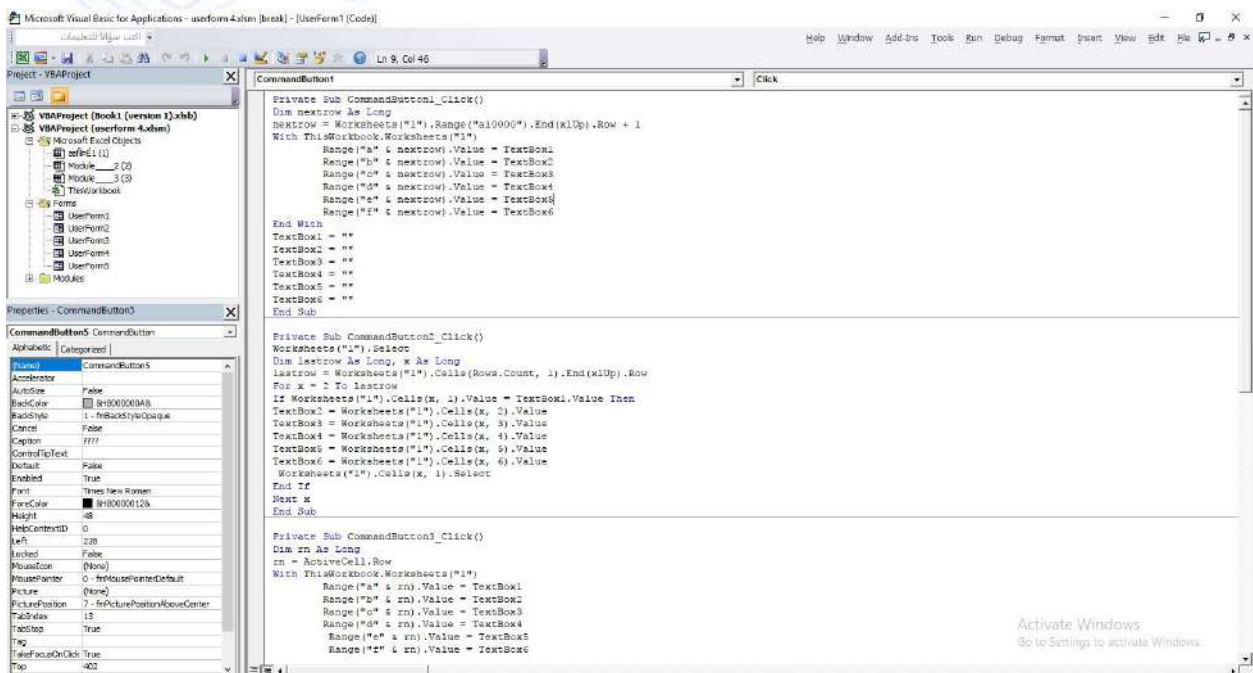 Microsoft Visual Basic for Applications - userform 4.xlsm [break] - [UserForm1 (Code)]
Help Window Add-Ins Tools Run Debug Format Insert View Edit File
Ln 9, Col 46
Project - VBAProject
VBAProject (Book1 (version 1).xlsb)
VBAProject (userform 4.xlsm)
Microsoft Excel Objects
(1)
Module____2 (2)
Module____3 (3)
ThisWorkbook
Forms
UserForm1
UserForm2
UserForm3
UserForm4
UserForm5
Modules
Properties - CommandButton5
CommandButton5 CommandButton
Alphabetic Categorized
(Name) CommandButton5
Accelerator
AutoSize False
BackColor &H8000000A&
BackStyle 1 - fmBackStyleOpaque
Cancel False
Caption ????
ControlTipText
Default False
Enabled True
Font Times New Roman
ForeColor &H80000012&
Height 48
HelpContextID 0
Left 228
Locked False
MouseIcon (None)
MousePointer 0 - fmMousePointerDefault
Picture (None)
PicturePosition 7 - fmPicturePositionAboveCenter
TabIndex 13
TabStop True
Tag
TakeFocusOnClick True
Top 402
CommandButton1 Click
Private Sub CommandButton1_Click()
Dim nextrow As Long
nextrow = Worksheets("1").Range("a10000").End(xlUp).Row + 1
With ThisWorkbook.Worksheets("1")
Range("a" & nextrow).Value = TextBox1
Range("b" & nextrow).Value = TextBox2
Range("c" & nextrow).Value = TextBox3
Range("d" & nextrow).Value = TextBox4
Range("e" & nextrow).Value = TextBox5
Range("f" & nextrow).Value = TextBox6
End With
TextBox1 = ""
TextBox2 = ""
TextBox3 = ""
TextBox4 = ""
TextBox5 = ""
TextBox6 = ""
End Sub
Private Sub CommandButton2_Click()
Worksheets("1").Select
Dim lastrow As Long, x As Long
lastrow = Worksheets("1").Cells(Rows.Count, 1).End(xlUp).Row
For x = 2 To lastrow
If Worksheets("1").Cells(x, 1).Value = TextBox1.Value Then
TextBox2 = Worksheets("1").Cells(x, 2).Value
TextBox3 = Worksheets("1").Cells(x, 3).Value
TextBox4 = Worksheets("1").Cells(x, 4).Value
TextBox5 = Worksheets("1").Cells(x, 5).Value
TextBox6 = Worksheets("1").Cells(x, 6).Value
Worksheets("1").Cells(x, 1).Select
End If
Next x
End Sub
Private Sub CommandButton3_Click()
Dim rn As Long
rn = ActiveCell.Row
With ThisWorkbook.Worksheets("1")
Range("a" & rn).Value = TextBox1
Range("b" & rn).Value = TextBox2
Range("c" & rn).Value = TextBox3
Range("d" & rn).Value = TextBox4
Range("e" & rn).Value = TextBox5
Range("f" & rn).Value = TextBox6
Activate Windows
Go to Settings to activate Windows.